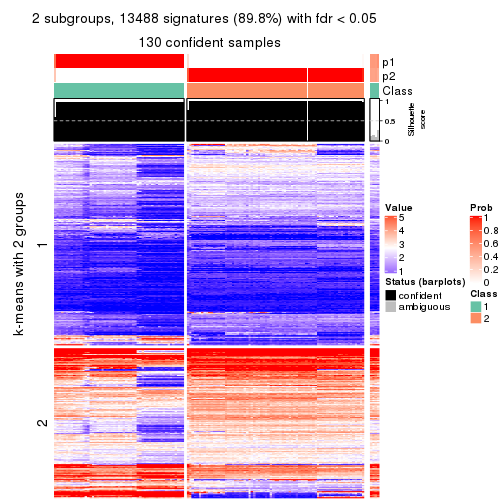 2 subgroups, 13488 signatures (89.8%) with fdr < 0.05
130 confident samples
p1
p2
Class
1
0.5
0
Silhouette
score
k-means with 2 groups
1
2
Value
5
4
3
2
1
Status (barplots)
confident
ambiguous
Prob
1
0.8
0.6
0.4
0.2
0
Class
1
2